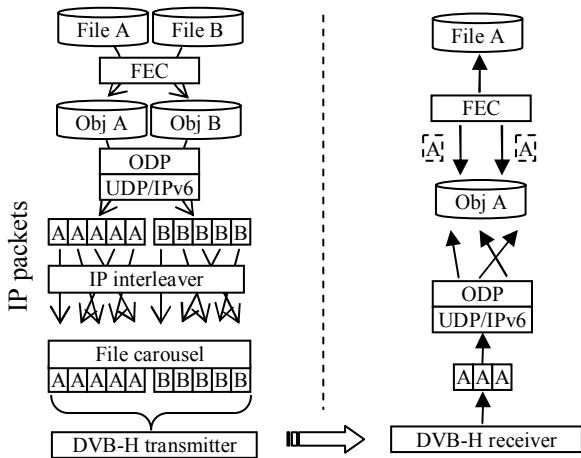 File A File B
FEC
Obj A Obj B
ODP
UDP/IPv6
IP packets
A A A A A B B B B B
IP interleaver
File carousel
A A A A A B B B B B
DVB-H transmitter
File A
FEC
A A
Obj A
ODP
UDP/IPv6
A A A
DVB-H receiver